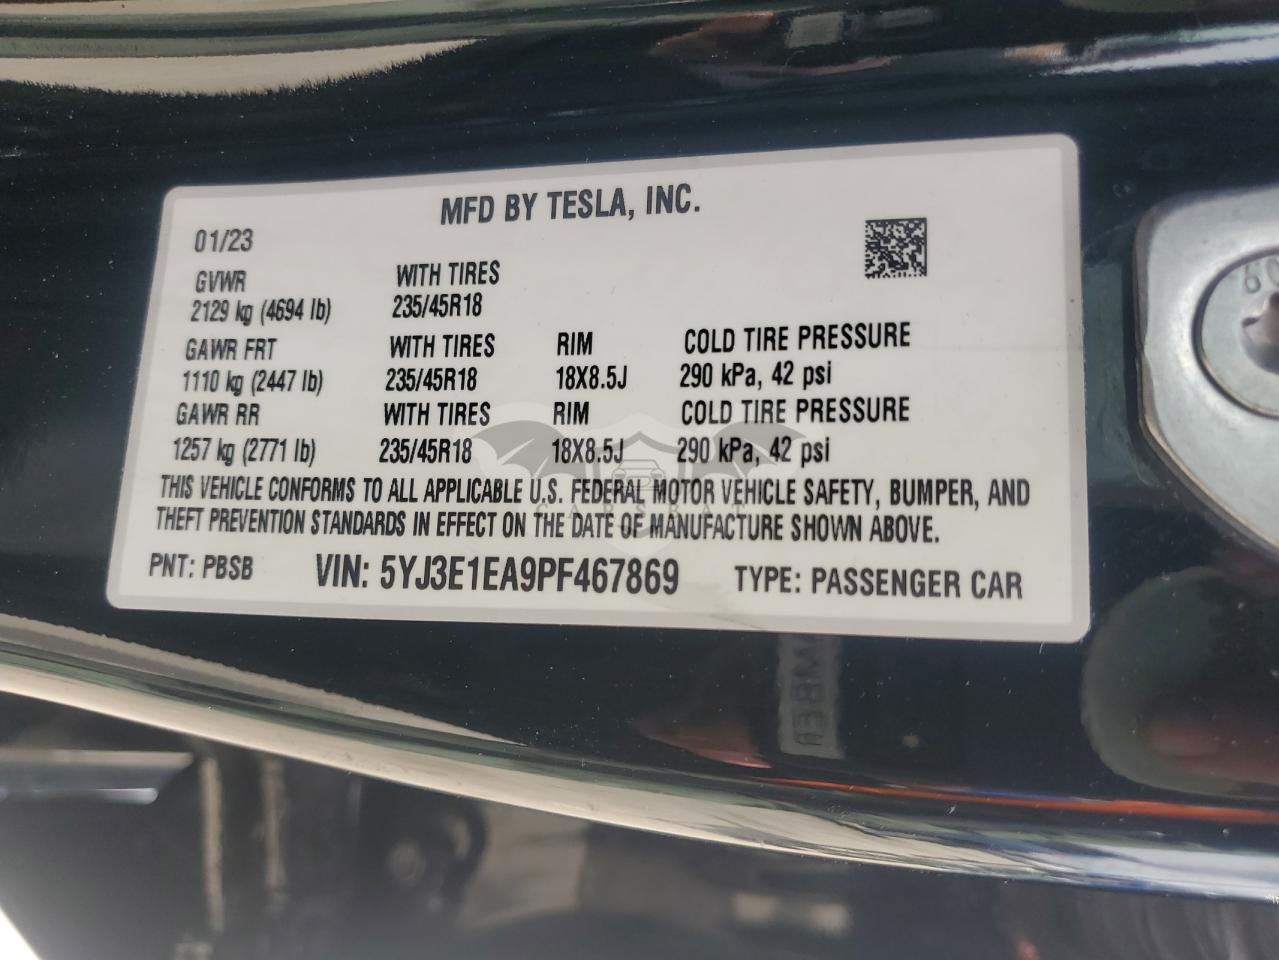 MFD BY TESLA, INC.
01/23
GVWR WITH TIRES
2129 kg (4694 lb) 235/45R18
GAWR FRT WITH TIRES RIM COLD TIRE PRESSURE
1110 kg (2447 lb) 235/45R18 18X8.5J 290 kPa, 42 psi
GAWR RR WITH TIRES RIM COLD TIRE PRESSURE
1257 kg (2771 lb) 235/45R18 18X8.5J 290 kPa, 42 psi
THIS VEHICLE CONFORMS TO ALL APPLICABLE U.S. FEDERAL MOTOR VEHICLE SAFETY, BUMPER, AND
THEFT PREVENTION STANDARDS IN EFFECT ON THE DATE OF MANUFACTURE SHOWN ABOVE.
PNT: PBSB VIN: 5YJ3E1EA9PF467869 TYPE: PASSENGER CAR